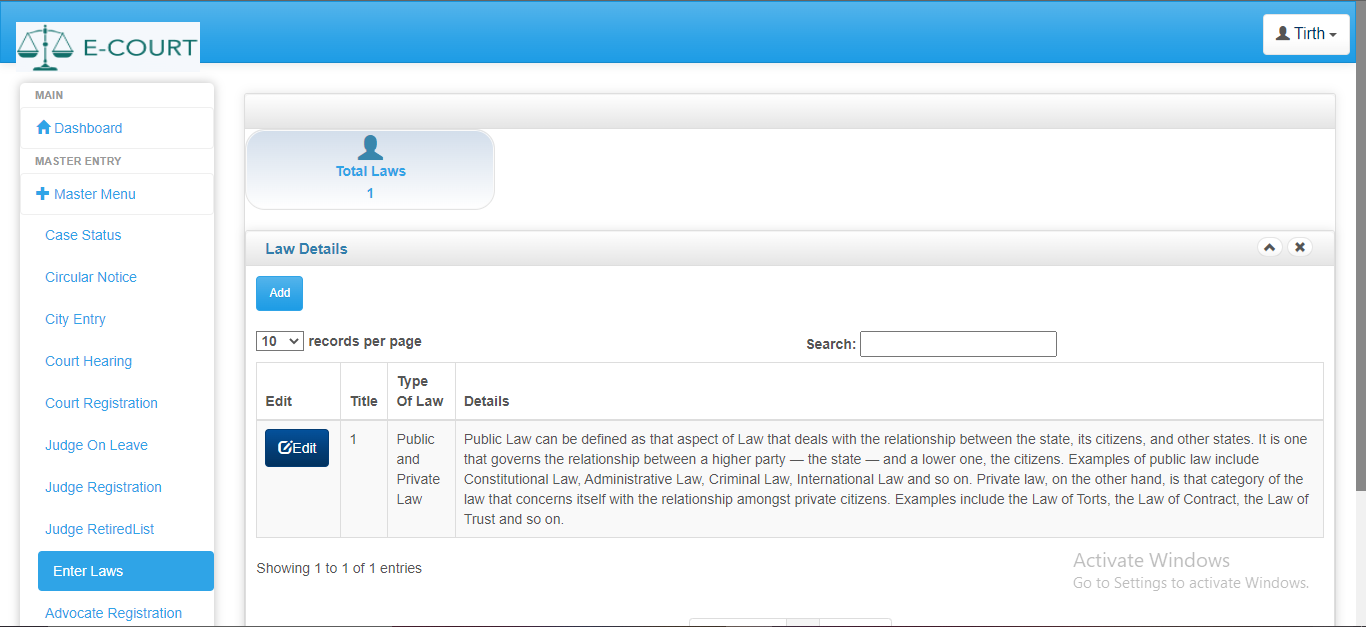 E-COURT
Tirth
MAIN
Dashboard
MASTER ENTRY
Master Menu
Case Status
Circular Notice
City Entry
Court Hearing
Court Registration
Judge On Leave
Judge Registration
Judge RetiredList
Enter Laws
Advocate Registration
Total Laws
1
Law Details
Add
10 records per page
Search:
Edit Title Type Of Law Details
Edit
1
Public
and
Private
Law
Public Law can be defined as that aspect of Law that deals with the relationship between the state, its citizens, and other states. It is one
that governs the relationship between a higher party — the state — and a lower one, the citizens. Examples of public law include
Constitutional Law, Administrative Law, Criminal Law, International Law and so on. Private law, on the other hand, is that category of the
law that concerns itself with the relationship amongst private citizens. Examples include the Law of Torts, the Law of Contract, the Law of
Trust and so on.
Showing 1 to 1 of 1 entries
Activate Windows
Go to Settings to activate Windows.